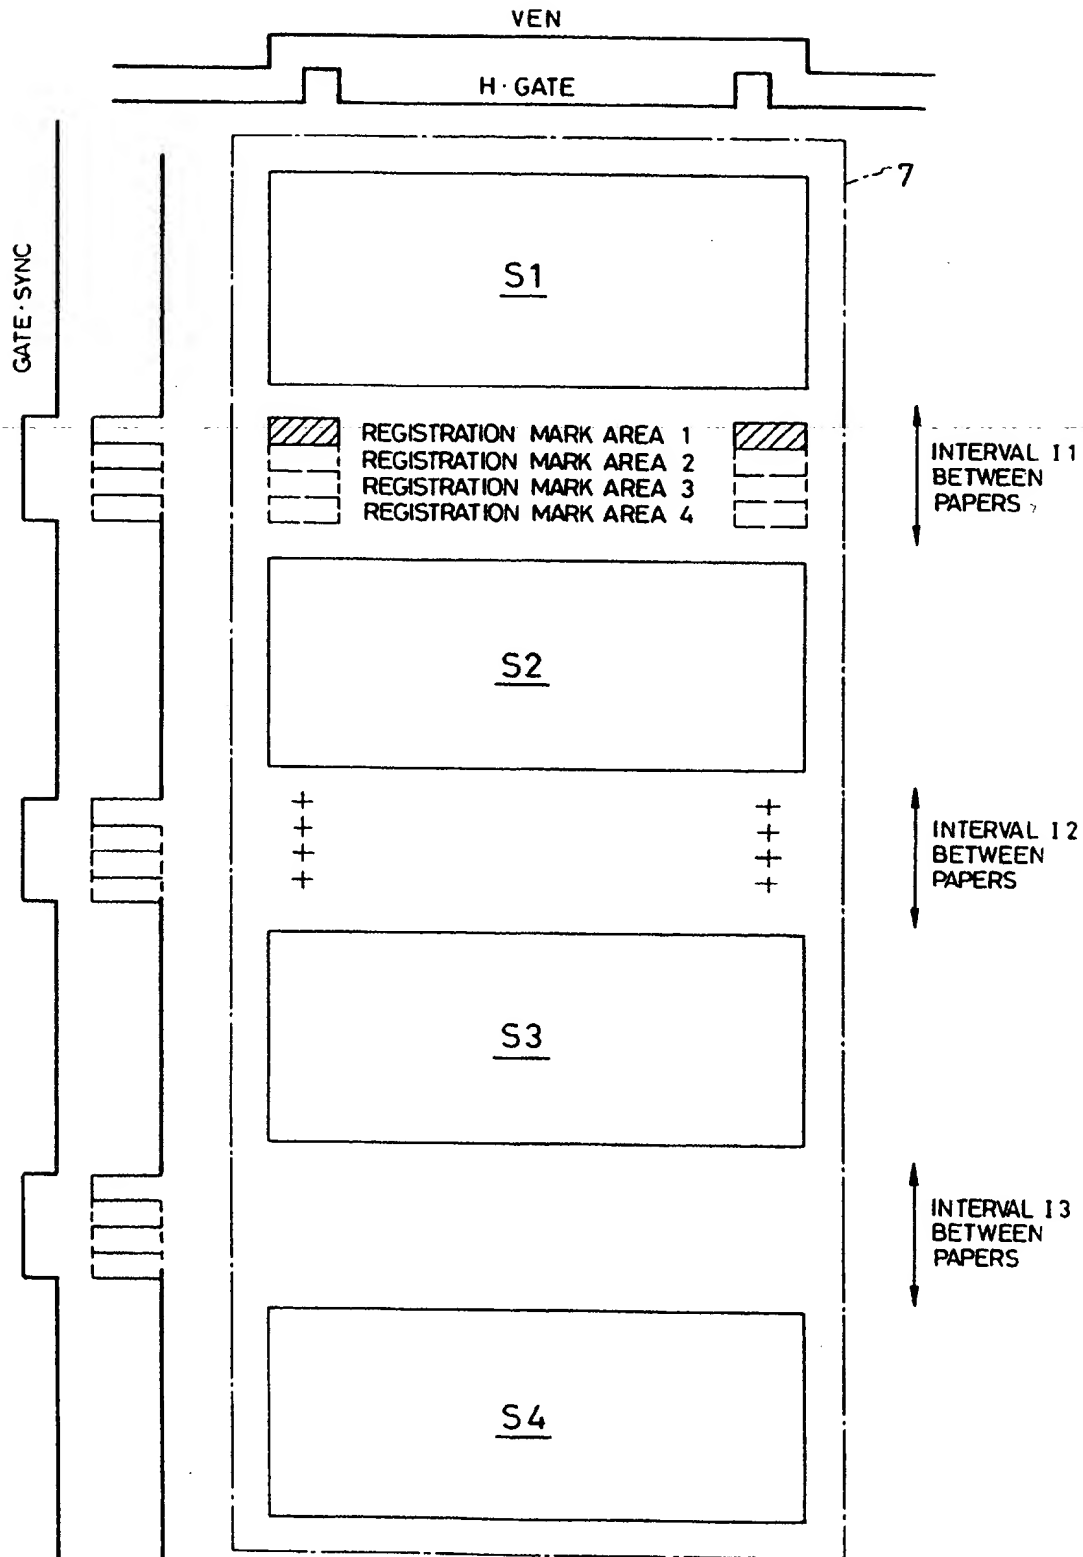 VEN
H·GATE
7
GATE·SYNC
S1
REGISTRATION MARK AREA 1
REGISTRATION MARK AREA 2
REGISTRATION MARK AREA 3
REGISTRATION MARK AREA 4
INTERVAL I1
BETWEEN
PAPERS
S2
INTERVAL I2
BETWEEN
PAPERS
S3
INTERVAL I3
BETWEEN
PAPERS
S4